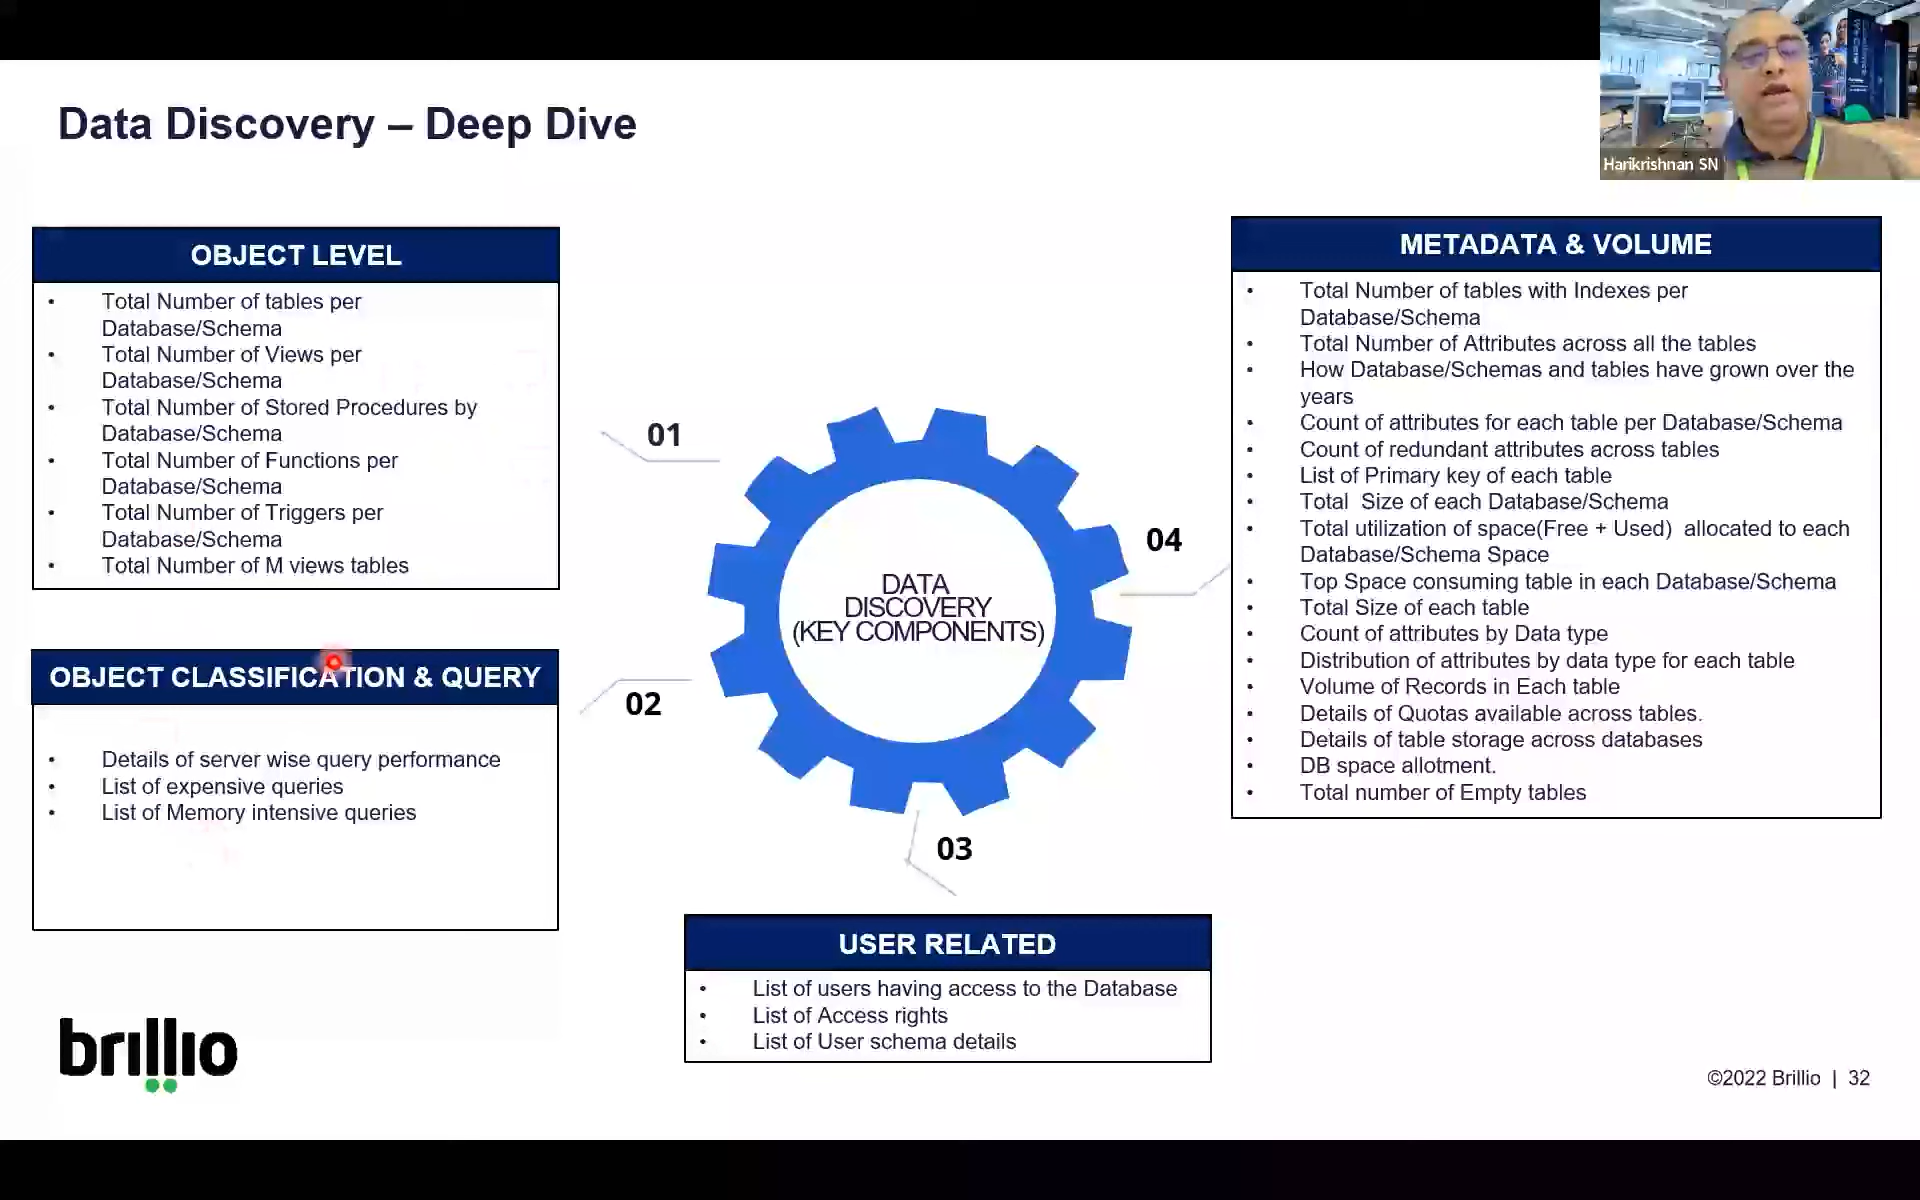 Data Discovery – Deep Dive
Harikrishnan SN
OBJECT LEVEL
• Total Number of tables per
Database/Schema
• Total Number of Views per
Database/Schema
• Total Number of Stored Procedures by
Database/Schema
• Total Number of Functions per
Database/Schema
• Total Number of Triggers per
Database/Schema
• Total Number of M views tables
01
OBJECT CLASSIFICATION & QUERY
• Details of server wise query performance
• List of expensive queries
• List of Memory intensive queries
02
DATA
DISCOVERY
(KEY COMPONENTS)
03
USER RELATED
• List of users having access to the Database
• List of Access rights
• List of User schema details
04
METADATA & VOLUME
• Total Number of tables with Indexes per
Database/Schema
• Total Number of Attributes across all the tables
• How Database/Schemas and tables have grown over the
years
• Count of attributes for each table per Database/Schema
• Count of redundant attributes across tables
• List of Primary key of each table
• Total  Size of each Database/Schema
• Total utilization of space(Free + Used)  allocated to each
Database/Schema Space
• Top Space consuming table in each Database/Schema
• Total Size of each table
• Count of attributes by Data type
• Distribution of attributes by data type for each table
• Volume of Records in Each table
• Details of Quotas available across tables.
• Details of table storage across databases
• DB space allotment.
• Total number of Empty tables
brillio
©2022 Brillio | 32